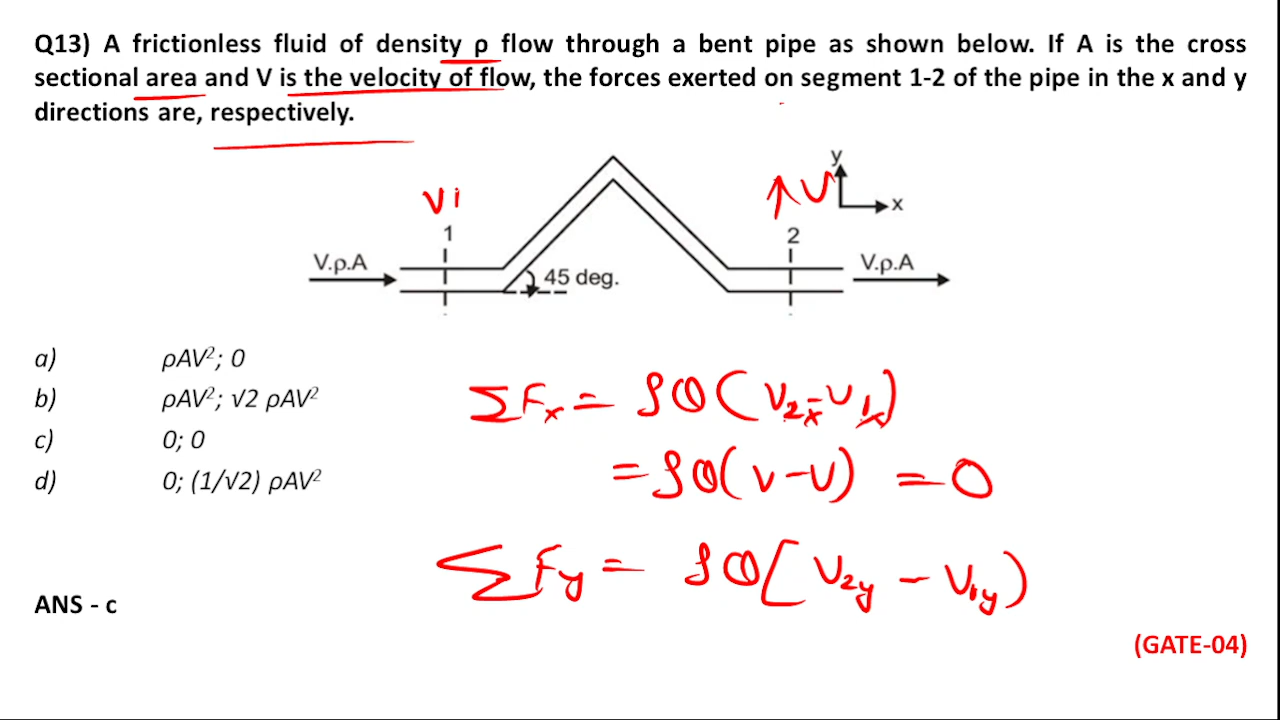 Q13) A frictionless fluid of density ρ flow through a bent pipe as shown below. If A is the cross
sectional area and V is the velocity of flow, the forces exerted on segment 1-2 of the pipe in the x and y
directions are, respectively.
y
V1
↑ V
x
1
2
V.ρ.A
V.ρ.A
45 deg.
a) ρAV²; 0
b) ρAV²; √2 ρAV²
c) 0; 0
d) 0; (1/√2) ρAV²
ΣFx = ρQ(V2x - V1x)
= ρQ(V-V) = 0
ΣFy = ρQ[V2y - V1y)
ANS - c
(GATE-04)